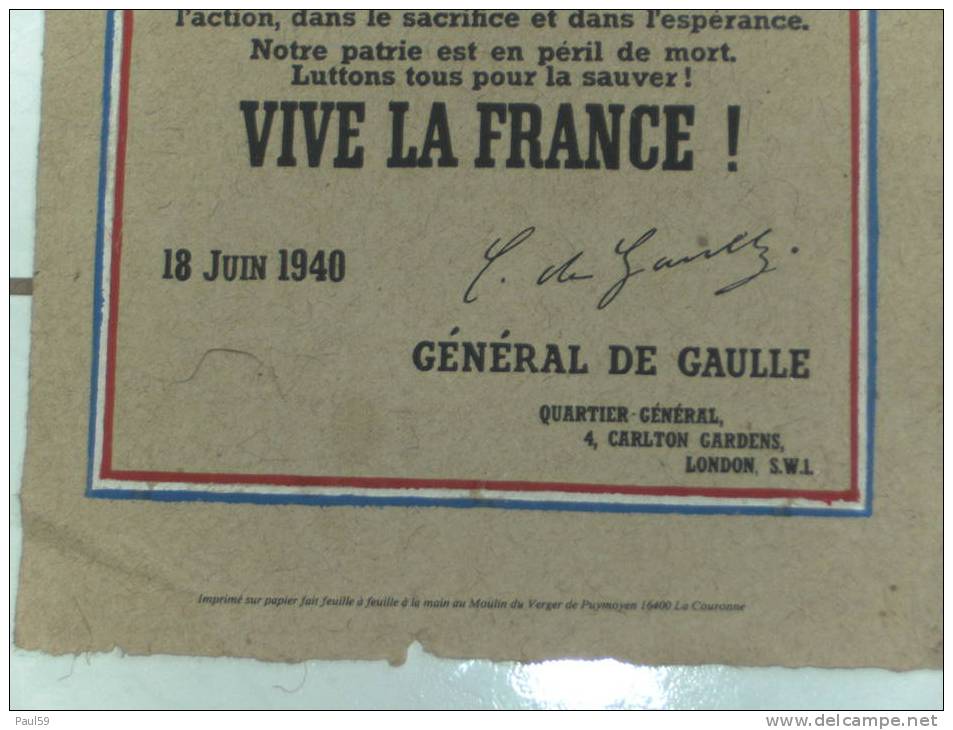 l'action, dans le sacrifice et dans l'espérance.
Notre patrie est en péril de mort.
Luttons tous pour la sauver !
VIVE LA FRANCE !
18 JUIN 1940
C. de Gaulle.
GÉNÉRAL DE GAULLE
QUARTIER-GÉNÉRAL,
4, CARLTON GARDENS,
LONDON, S.W.1.
Imprimé sur papier fait feuille à feuille à la main au Moulin du Verger de Puymoyen 16400 La Couronne
Paul59
www.delcampe.net